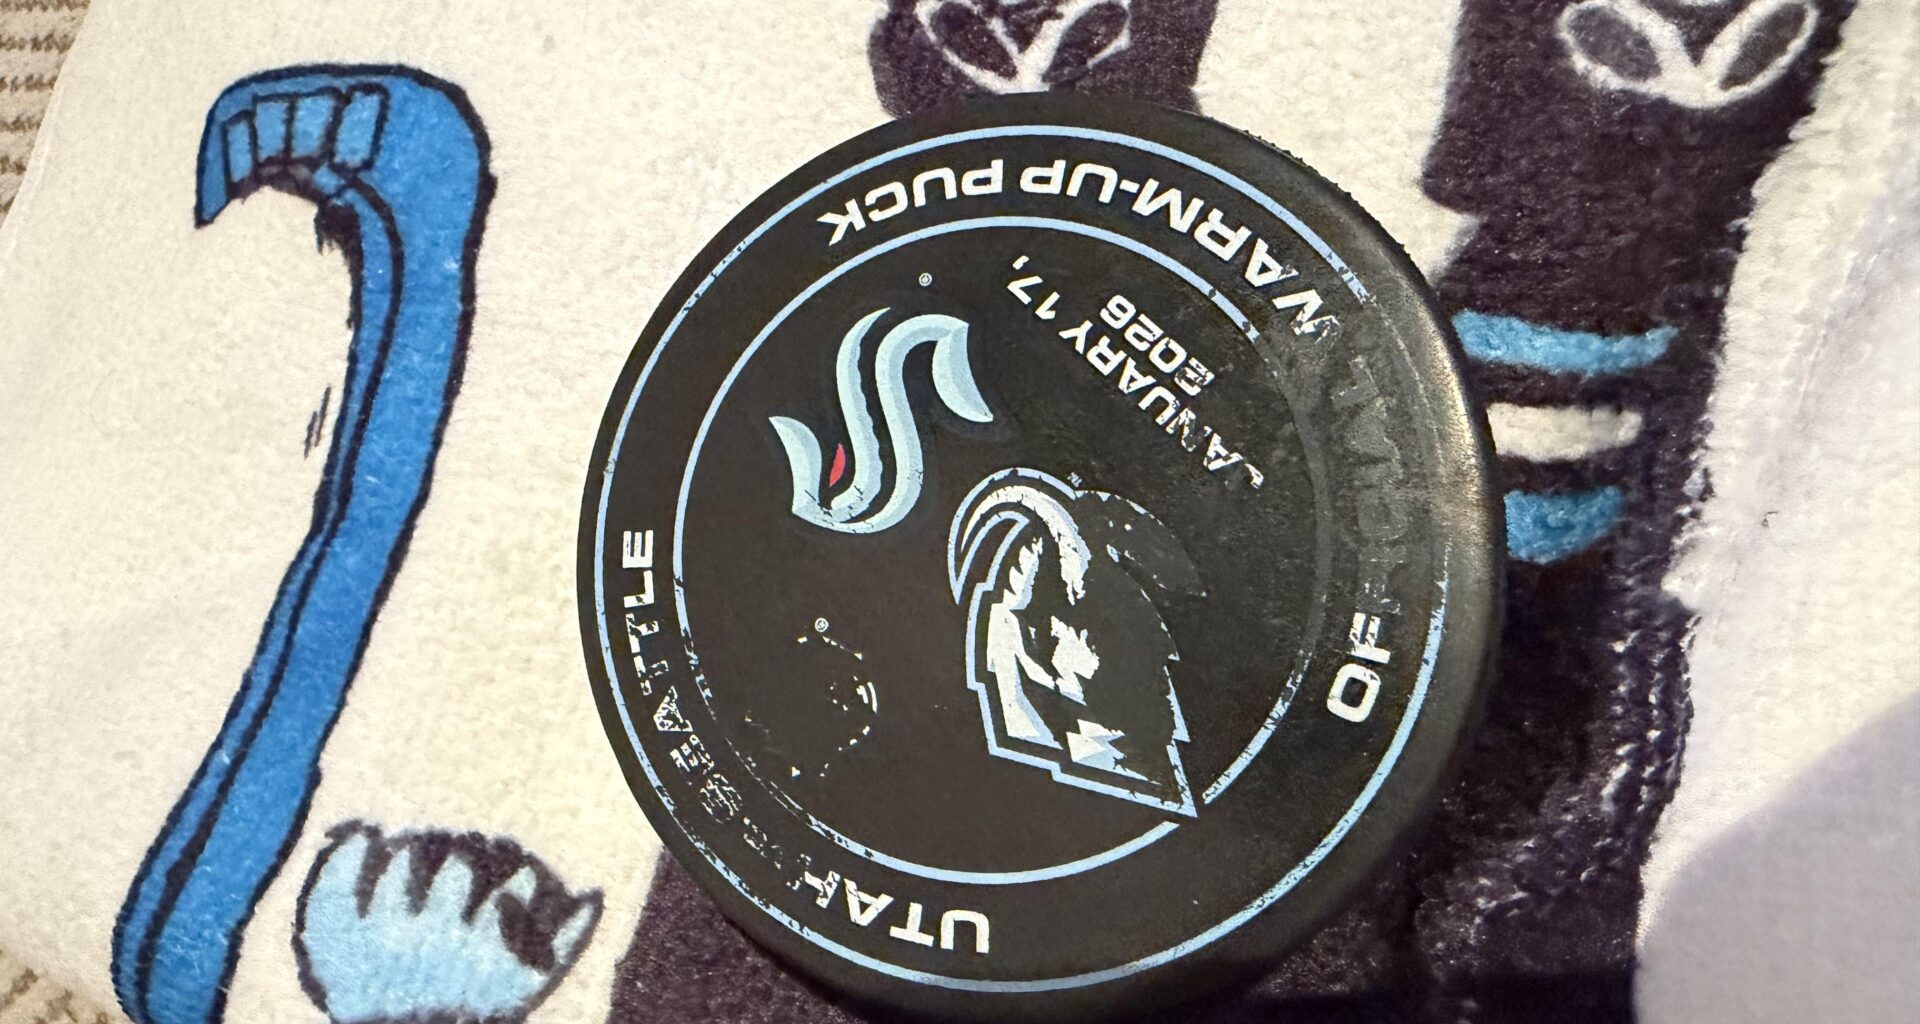 OF
WARM-UP PUCK
JANUARY 17,
2026
UTAH
SEATTLE